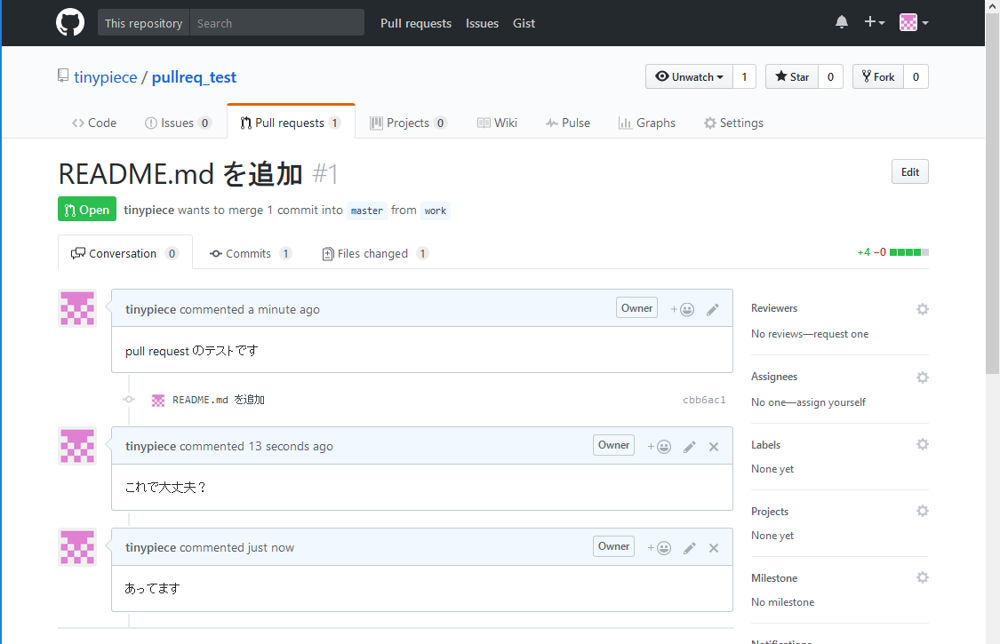 This repository Search Pull requests Issues Gist
tinypiece / pullreq_test Unwatch 1 Star 0 Fork 0
Code Issues 0 Pull requests 1 Projects 0 Wiki Pulse Graphs Settings
README.md を追加 #1 Edit
Open tinypiece wants to merge 1 commit into master from work
Conversation 0 Commits 1 Files changed 1 +4 −0
tinypiece commented a minute ago Owner
pull request のテストです
README.md を追加 cbb6ac1
tinypiece commented 13 seconds ago Owner
これで大丈夫？
tinypiece commented just now Owner
あってます
Reviewers
No reviews—request one
Assignees
No one—assign yourself
Labels
None yet
Projects
None yet
Milestone
No milestone
Notifications